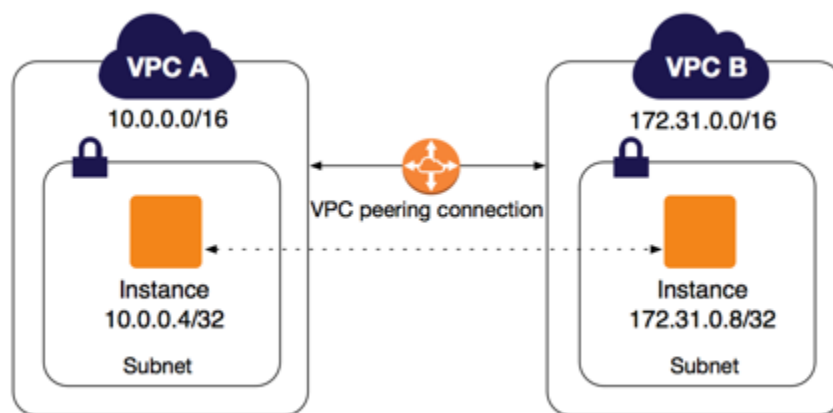 VPC A
10.0.0.0/16
Instance
10.0.0.4/32
Subnet
VPC peering connection
VPC B
172.31.0.0/16
Instance
172.31.0.8/32
Subnet